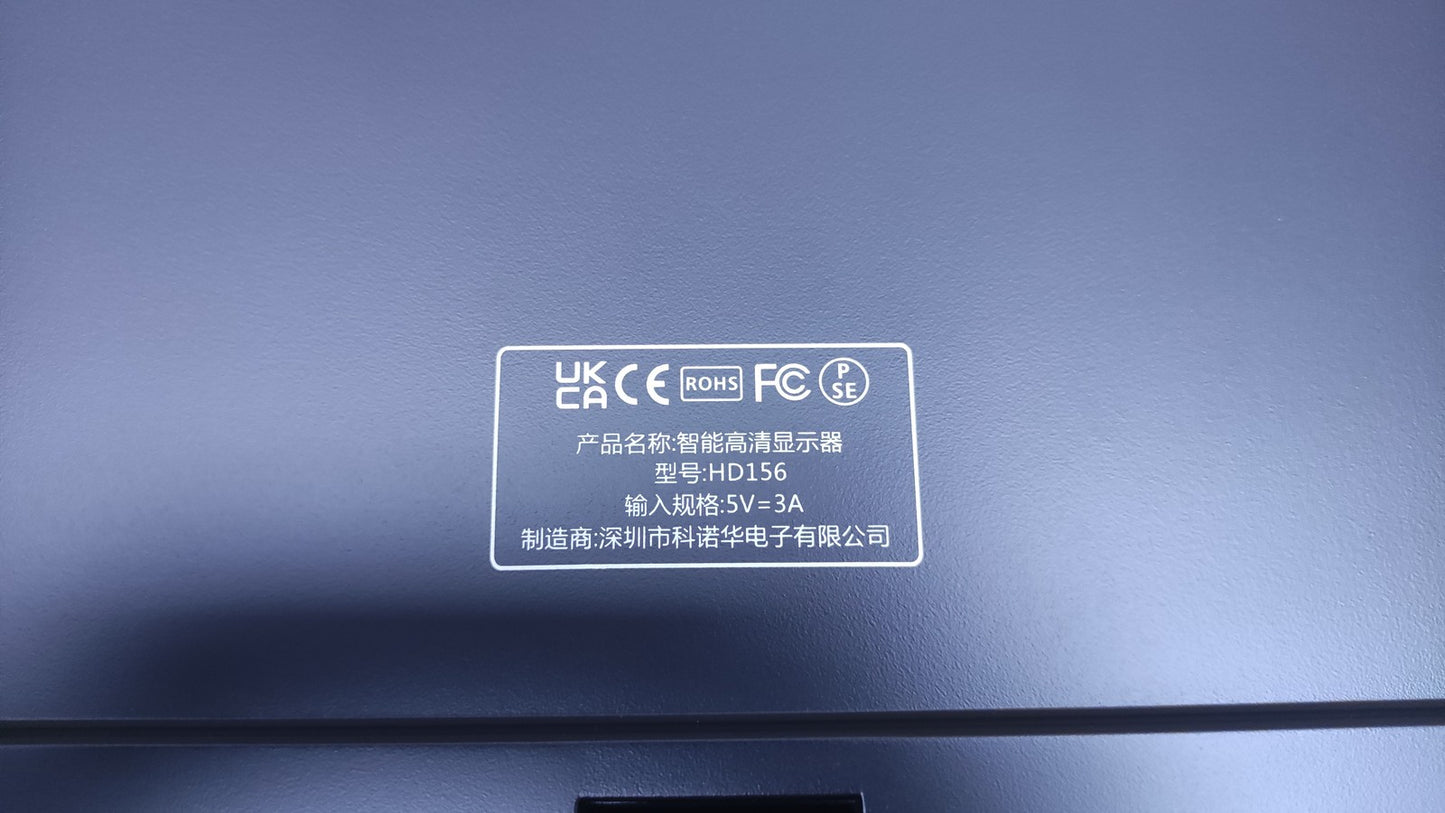 UK CA CE ROHS FC PSE
产品名称:智能高清显示器
型号:HD156
输入规格:5V=3A
制造商:深圳市科诺华电子有限公司